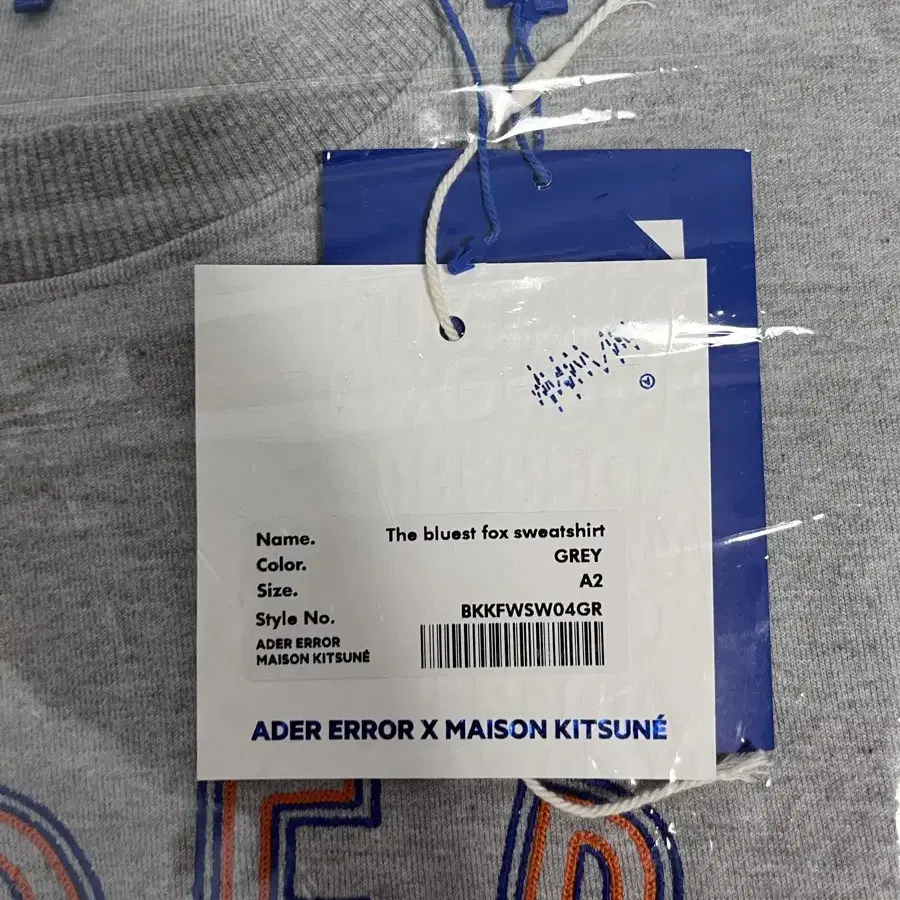 Name. The bluest fox sweatshirt
Color. GREY
Size. A2
Style No. BKKFWSW04GR
ADER ERROR
MAISON KITSUNÉ
ADER ERROR X MAISON KITSUNÉ